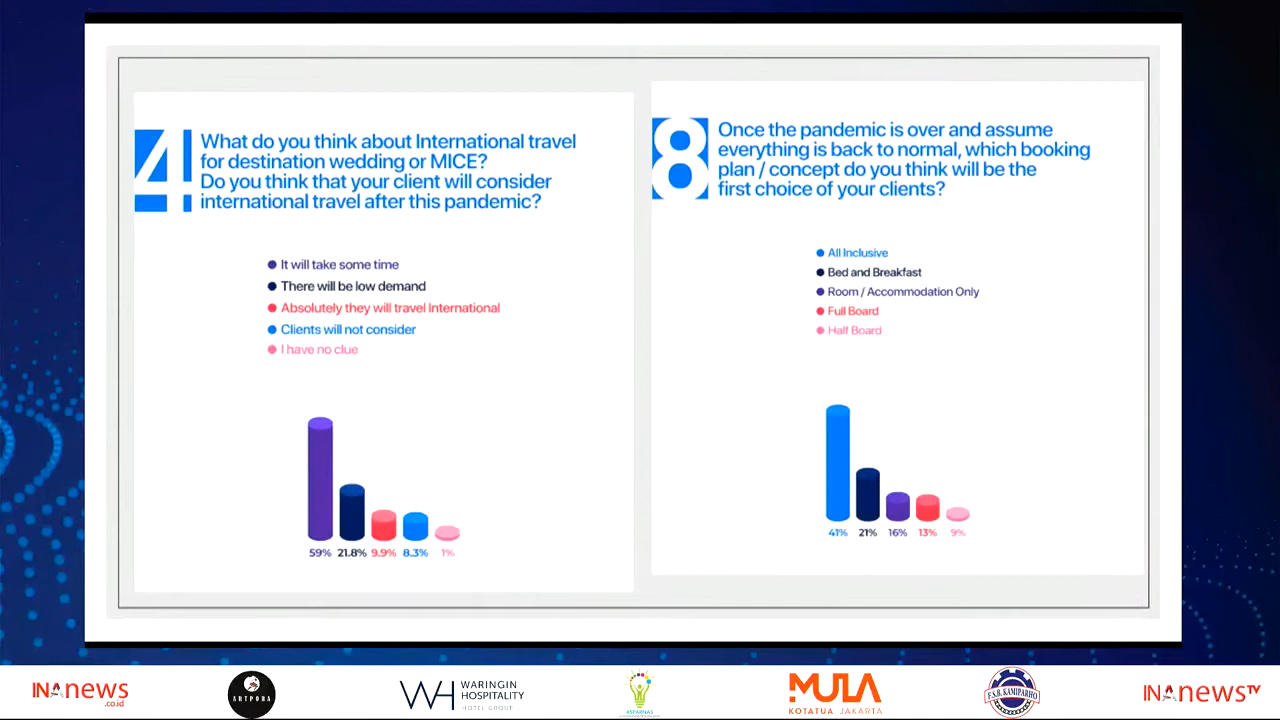 4
What do you think about International travel
for destination wedding or MICE?
Do you think that your client will consider
international travel after this pandemic?
It will take some time
There will be low demand
Absolutely they will travel International
Clients will not consider
I have no clue
59% 21.8% 9.9% 8.3% 1%
8
Once the pandemic is over and assume
everything is back to normal, which booking
plan / concept do you think will be the
first choice of your clients?
All Inclusive
Bed and Breakfast
Room / Accommodation Only
Full Board
Half Board
41% 21% 16% 13% 9%
INAnews
.co.id
ARTPORA
WH
WARINGIN
HOSPITALITY
HOTEL GROUP
ASPARNAS
MULA
KOTATUA JAKARTA
F.S.B. KAMIPARHO
INAnewsTV